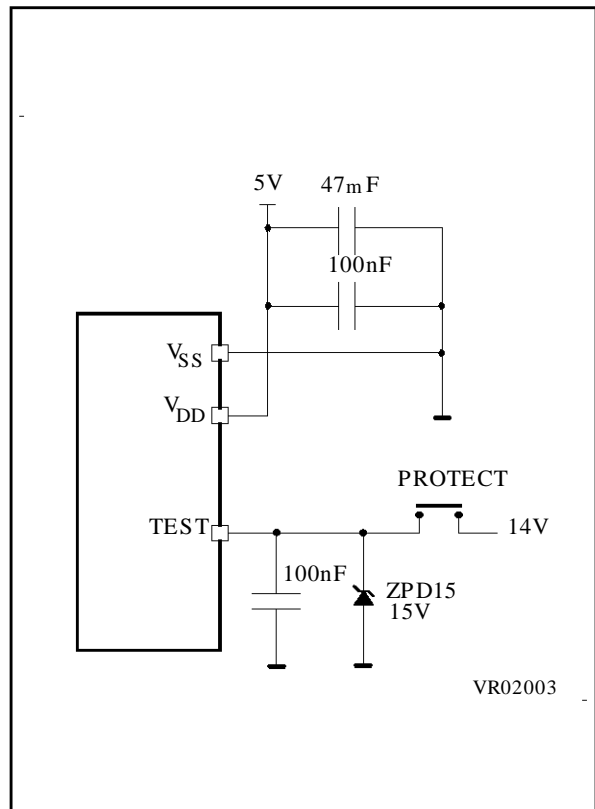 5V
47mF
100nF
VSS
VDD
PROTECT
TEST
14V
100nF
ZPD15
15V
VR02003